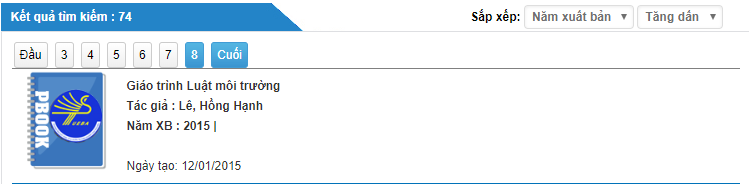 Kết quả tìm kiếm : 74
Sắp xếp: Năm xuất bản Tăng dần
Đầu 3 4 5 6 7 8 Cuối
PBOOK
TUEBA
Giáo trình Luật môi trường
Tác giả : Lê, Hồng Hạnh
Năm XB : 2015 |
Ngày tạo: 12/01/2015